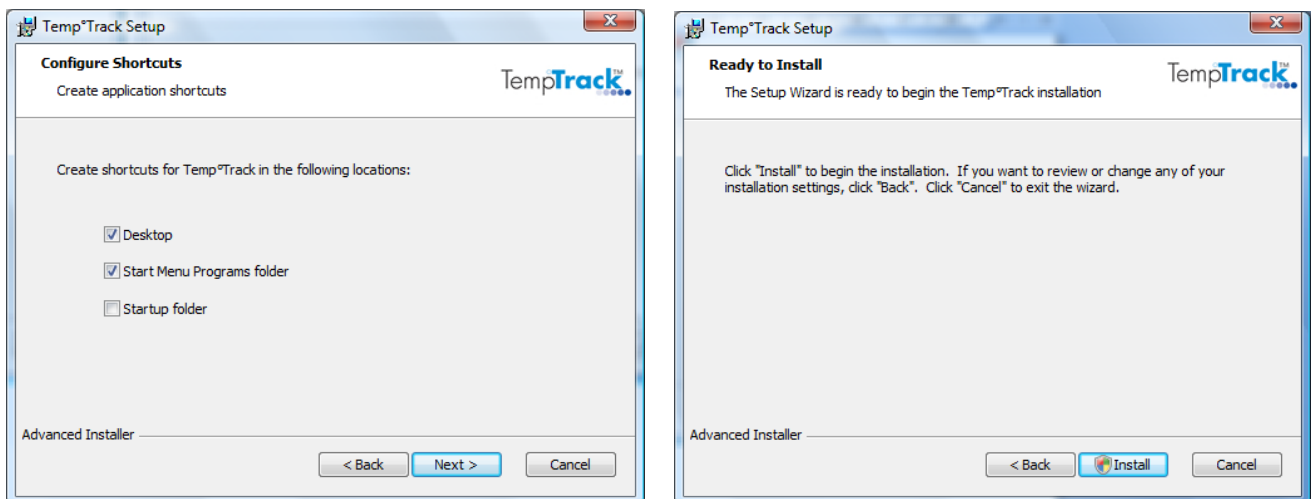 Temp°Track Setup
Configure Shortcuts
Create application shortcuts
TempTrack™
Create shortcuts for Temp°Track in the following locations:
Desktop
Start Menu Programs folder
Startup folder
Advanced Installer
< Back
Next >
Cancel
Temp°Track Setup
Ready to Install
The Setup Wizard is ready to begin the Temp°Track installation
TempTrack™
Click "Install" to begin the installation. If you want to review or change any of your
installation settings, click "Back". Click "Cancel" to exit the wizard.
Advanced Installer
< Back
Install
Cancel